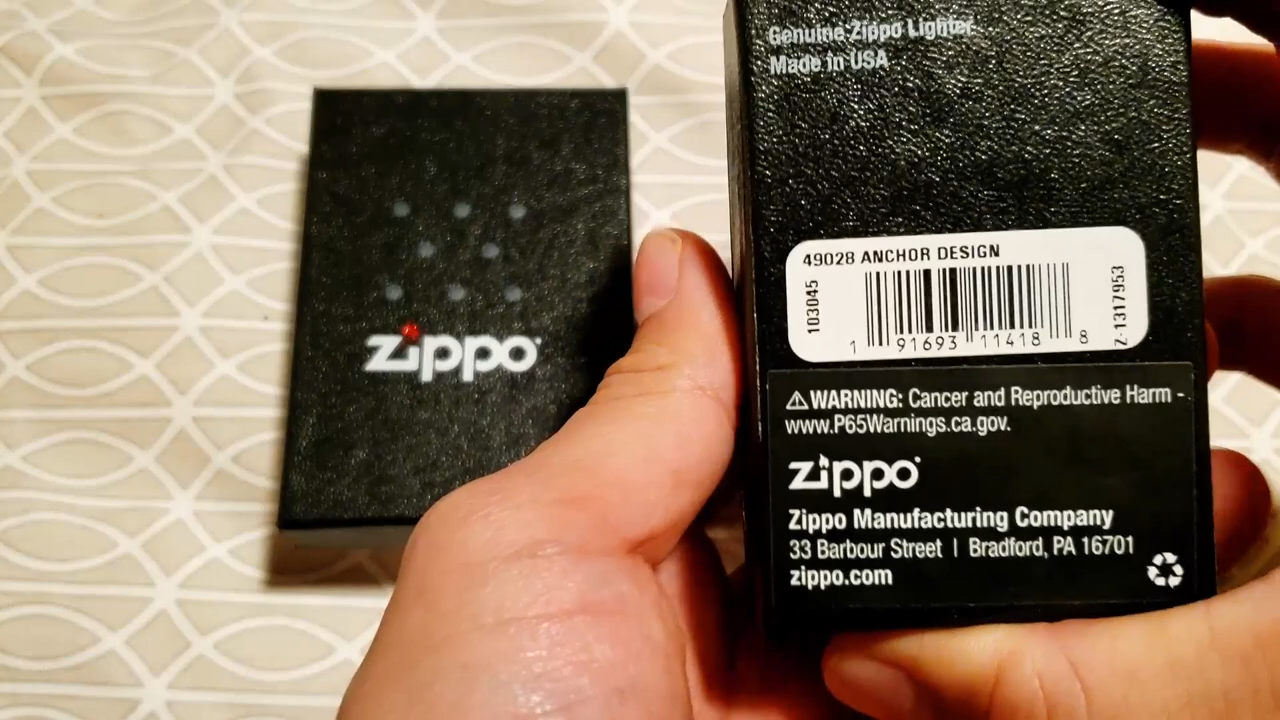 zippo
Genuine Zippo Lighter
Made in USA
49028 ANCHOR DESIGN
103045
1 91693 11418 8
Z-1317953
⚠WARNING: Cancer and Reproductive Harm -
www.P65Warnings.ca.gov.
zippo
Zippo Manufacturing Company
33 Barbour Street | Bradford, PA 16701
zippo.com